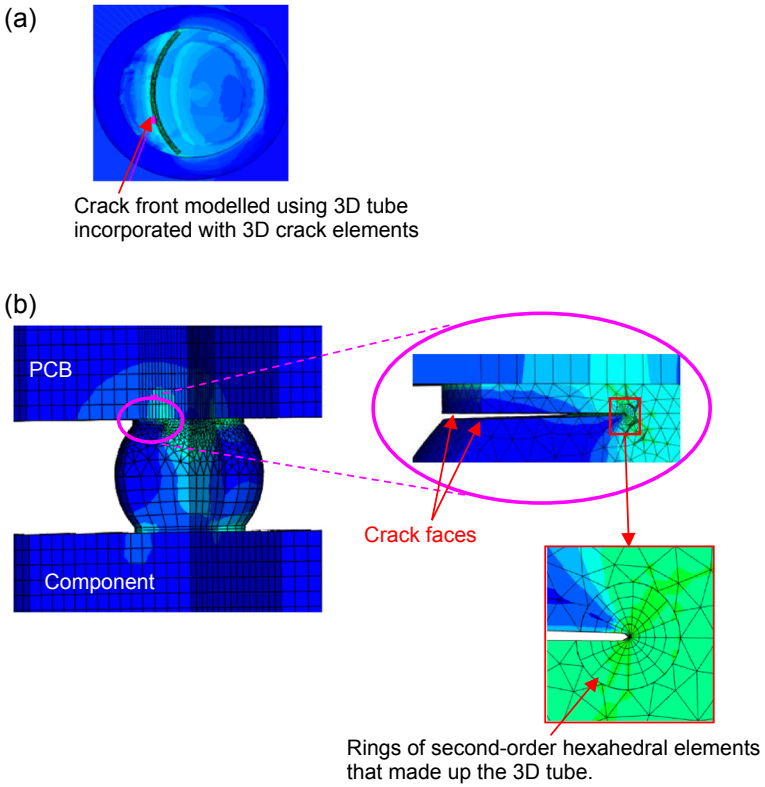 (a)
Crack front modelled using 3D tube
incorporated with 3D crack elements
(b)
PCB
Component
Crack faces
Rings of second-order hexahedral elements
that made up the 3D tube.